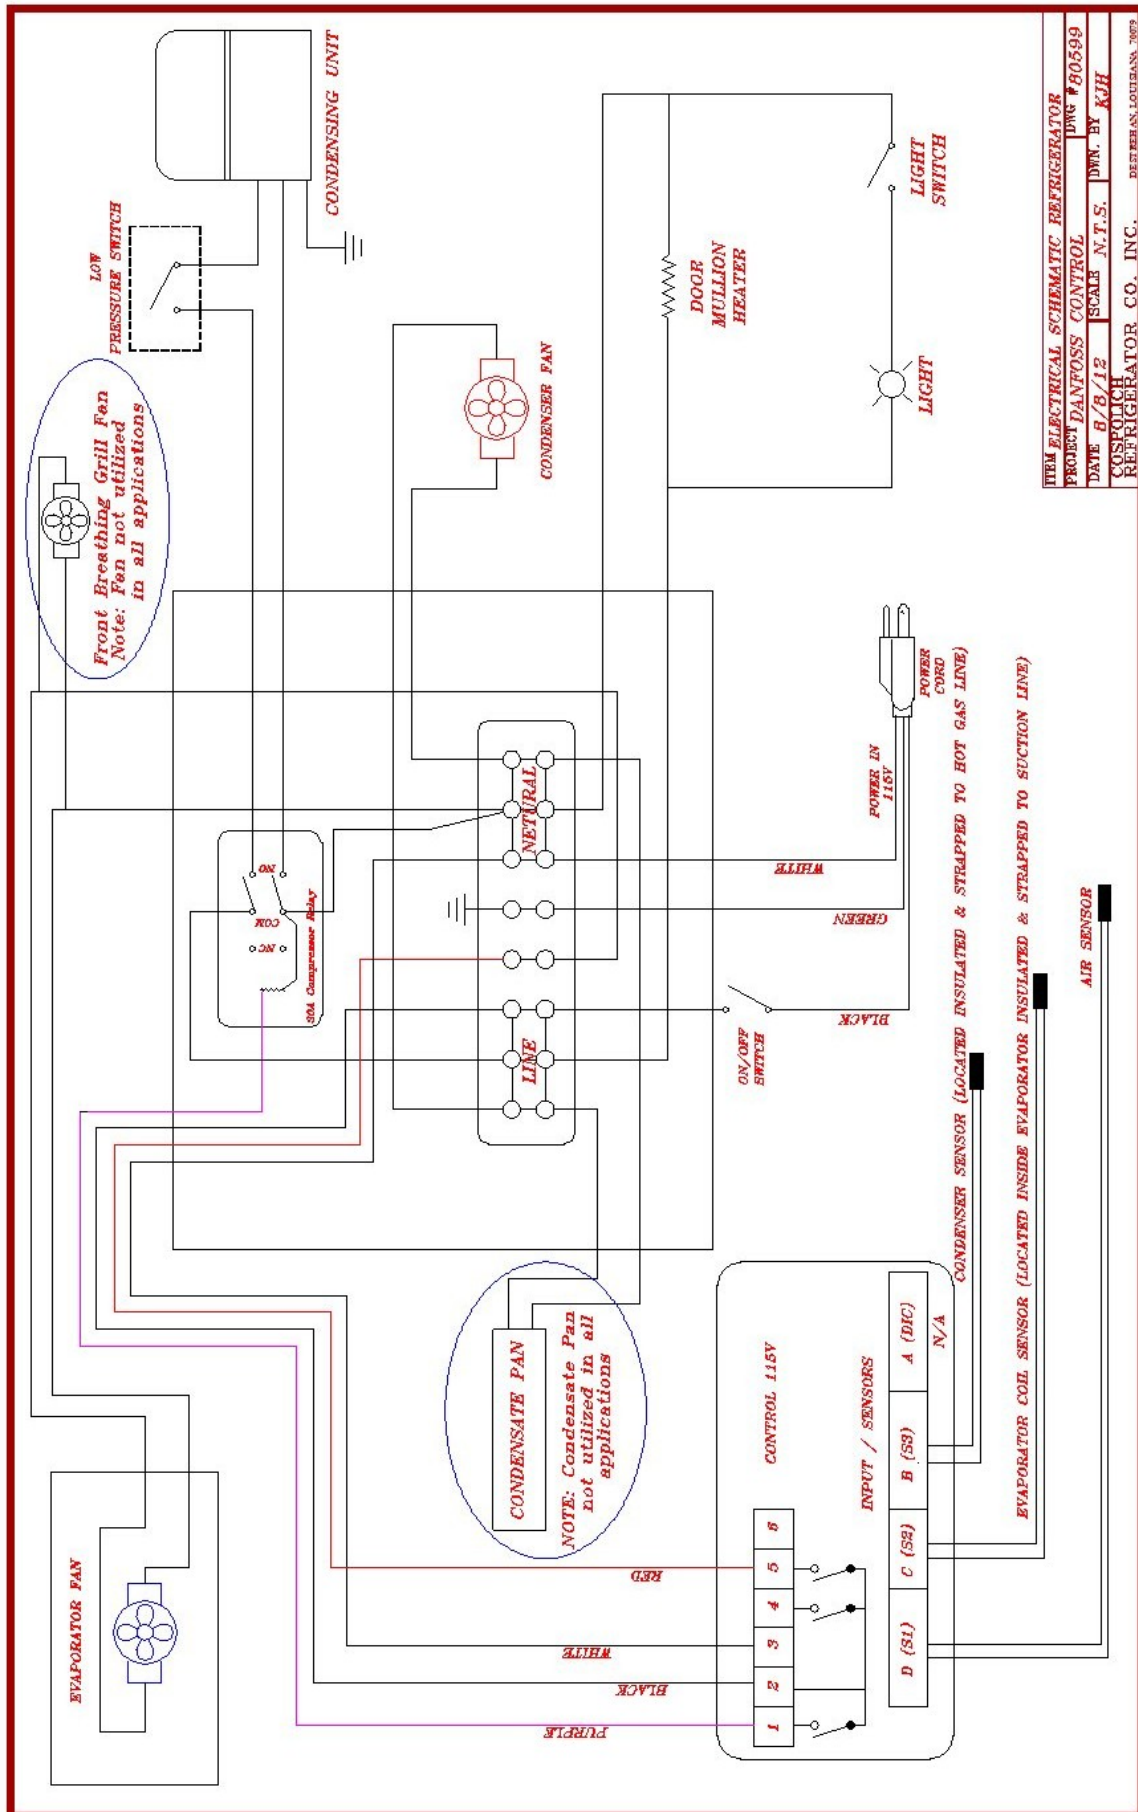 EVAPORATOR FAN
Front Breathing Grill Fan
Note: Fan not utilized
in all applications
LOW
PRESSURE SWITCH
CONDENSING UNIT
NO
COM
NC
30A Compressor Relay
CONDENSER FAN
CONDENSATE PAN
NOTE: Condensate Pan
not utilized in all
applications
LINE
NETURAL
DOOR
MULLION
HEATER
LIGHT
SWITCH
LIGHT
PURPLE
BLACK
WHITE
RED
ON/OFF
SWITCH
WHITE
GREEN
BLACK
POWER IN
115V
POWER
CORD
CONTROL 115V
1 2 3 4 5 6
INPUT / SENSORS
D (S1) C (S2) B (S3) A (DIC)
N/A
CONDENSER SENSOR (LOCATED INSULATED & STRAPPED TO HOT GAS LINE)
EVAPORATOR COIL SENSOR (LOCATED INSIDE EVAPORATOR INSULATED & STRAPPED TO SUCTION LINE)
AIR SENSOR
ITEM ELECTRICAL SCHEMATIC REFRIGERATOR
PROJECT DANFOSS CONTROL DWG #80599
DATE 8/8/12 SCALE N.T.S. DWN. BY KJH
COSPOLICH
REFRIGERATOR CO. INC. DESTREHAN, LOUISIANA 70079